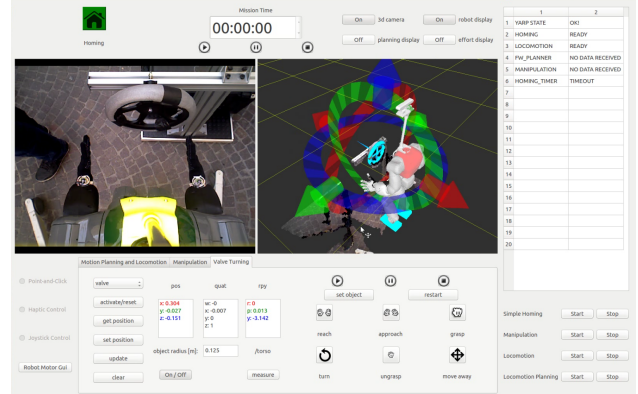 Mission Time
00:00:00
Homing
On 3d camera On robot display
Off planning display Off effort display
1 2
1 YARP STATE OK!
2 HOMING READY
3 LOCOMOTION READY
4 FW_PLANNER NO DATA RECEIVED
5 MANIPULATION NO DATA RECEIVED
6 HOMING_TIMER TIMEOUT
7
8
9
10
11
12
13
14
15
16
17
18
19
20
Motion Planning and Locomotion Manipulation Valve Turning
Point-and-Click
Haptic Control
Joystick Control
Robot Motor Gui
valve
activate/reset
get position
set position
update
clear
pos quat rpy
x: 0.304
y: -0.027
z: -0.151
w: -0
x: -0.007
y: 0
z: 1
r: 0
p: 0.013
y: -3.142
object radius [m]: 0.125 /torso
On / Off measure
set object restart
reach approach grasp
turn ungrasp move away
Simple Homing Start Stop
Manipulation Start Stop
Locomotion Start Stop
Locomotion Planning Start Stop